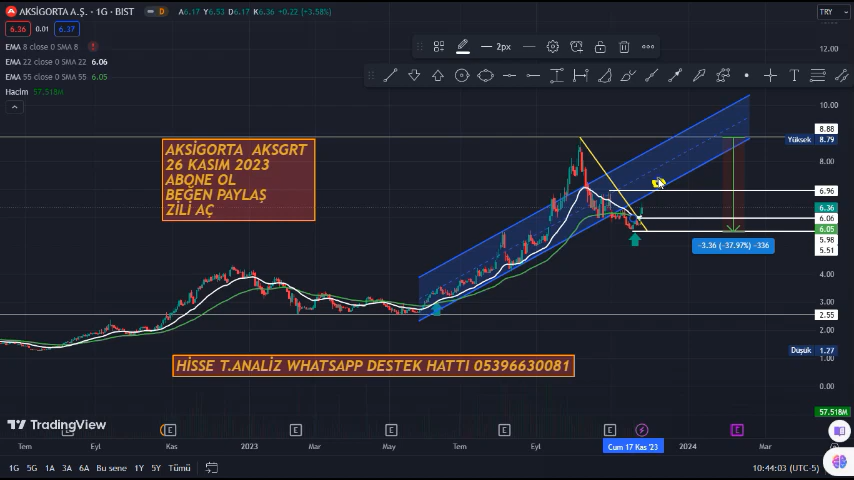 AKSİGORTA A.Ş. · 1G · BIST
D
A6.17 Y6.53 D6.17 K6.36 +0.22 (+3.58%)
TRY
6.36 0.01 6.37
2px
EMA 8 close 0 SMA 8
EMA 22 close 0 SMA 22 6.06
EMA 55 close 0 SMA 55 6.05
Hacim 57.518M
AKSİGORTA AKSGRT
26 KASIM 2023
ABONE OL
BEĞEN PAYLAŞ
ZİLİ AÇ
12.00
10.00
8.88
Yüksek 8.79
8.00
6.96
6.36
6.06
6.05
5.98
5.51
−3.36 (−37.97%) −336
4.00
3.00
2.55
2.00
Düşük 1.27
0.00
57.518M
HİSSE T.ANALİZ WHATSAPP DESTEK HATTI 05396630081
TradingView
E E E E E E
Tem Eyl Kas 2023 Mar May Tem Eyl Cum 17 Kas '23 2024 Mar
1G 5G 1A 3A 6A Bu sene 1Y 5Y Tümü
10:44:03 (UTC-5)